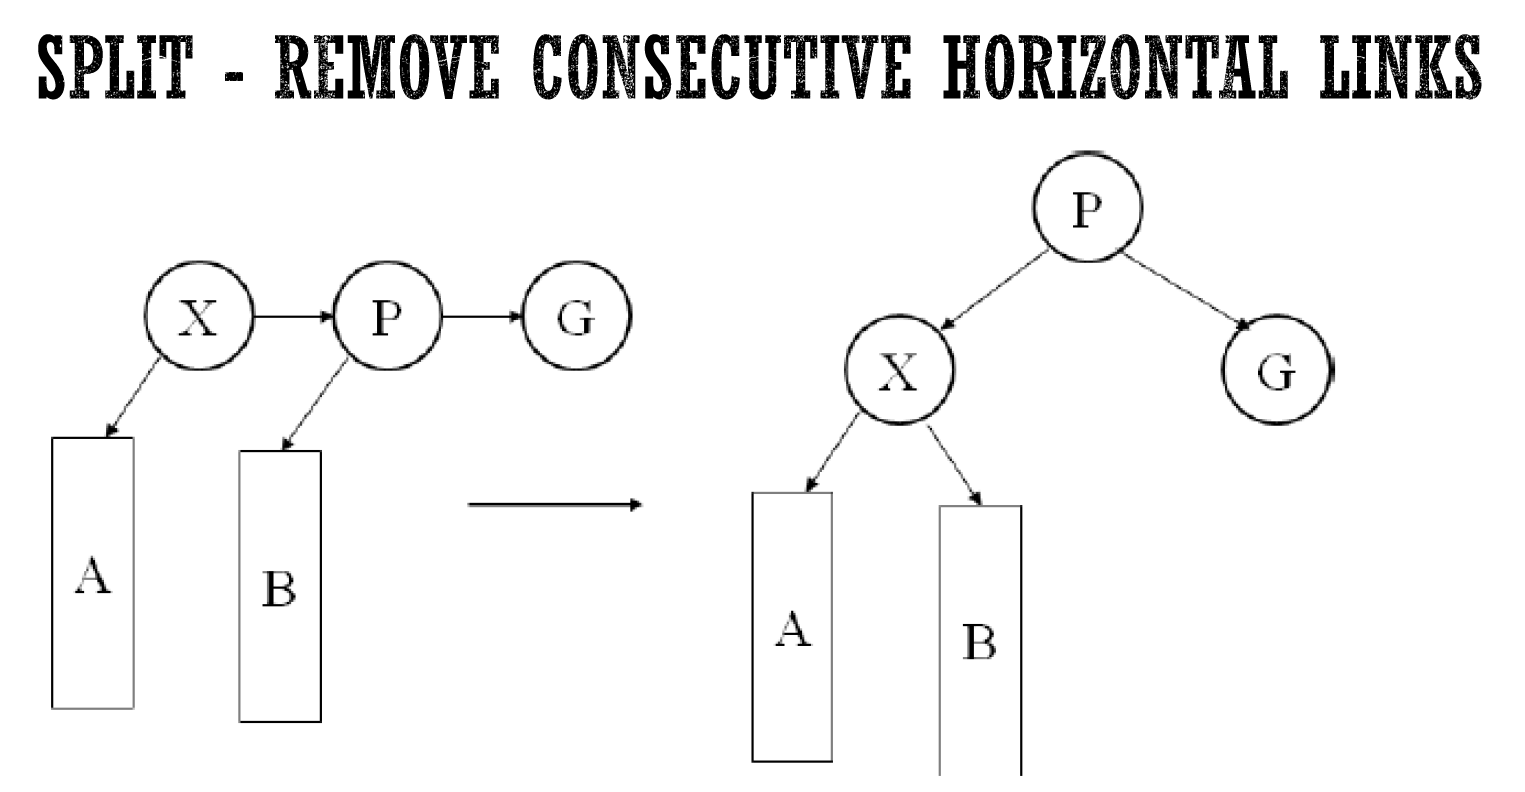 SPLIT - REMOVE CONSECUTIVE HORIZONTAL LINKS
P
X P G
X G
A B
A B